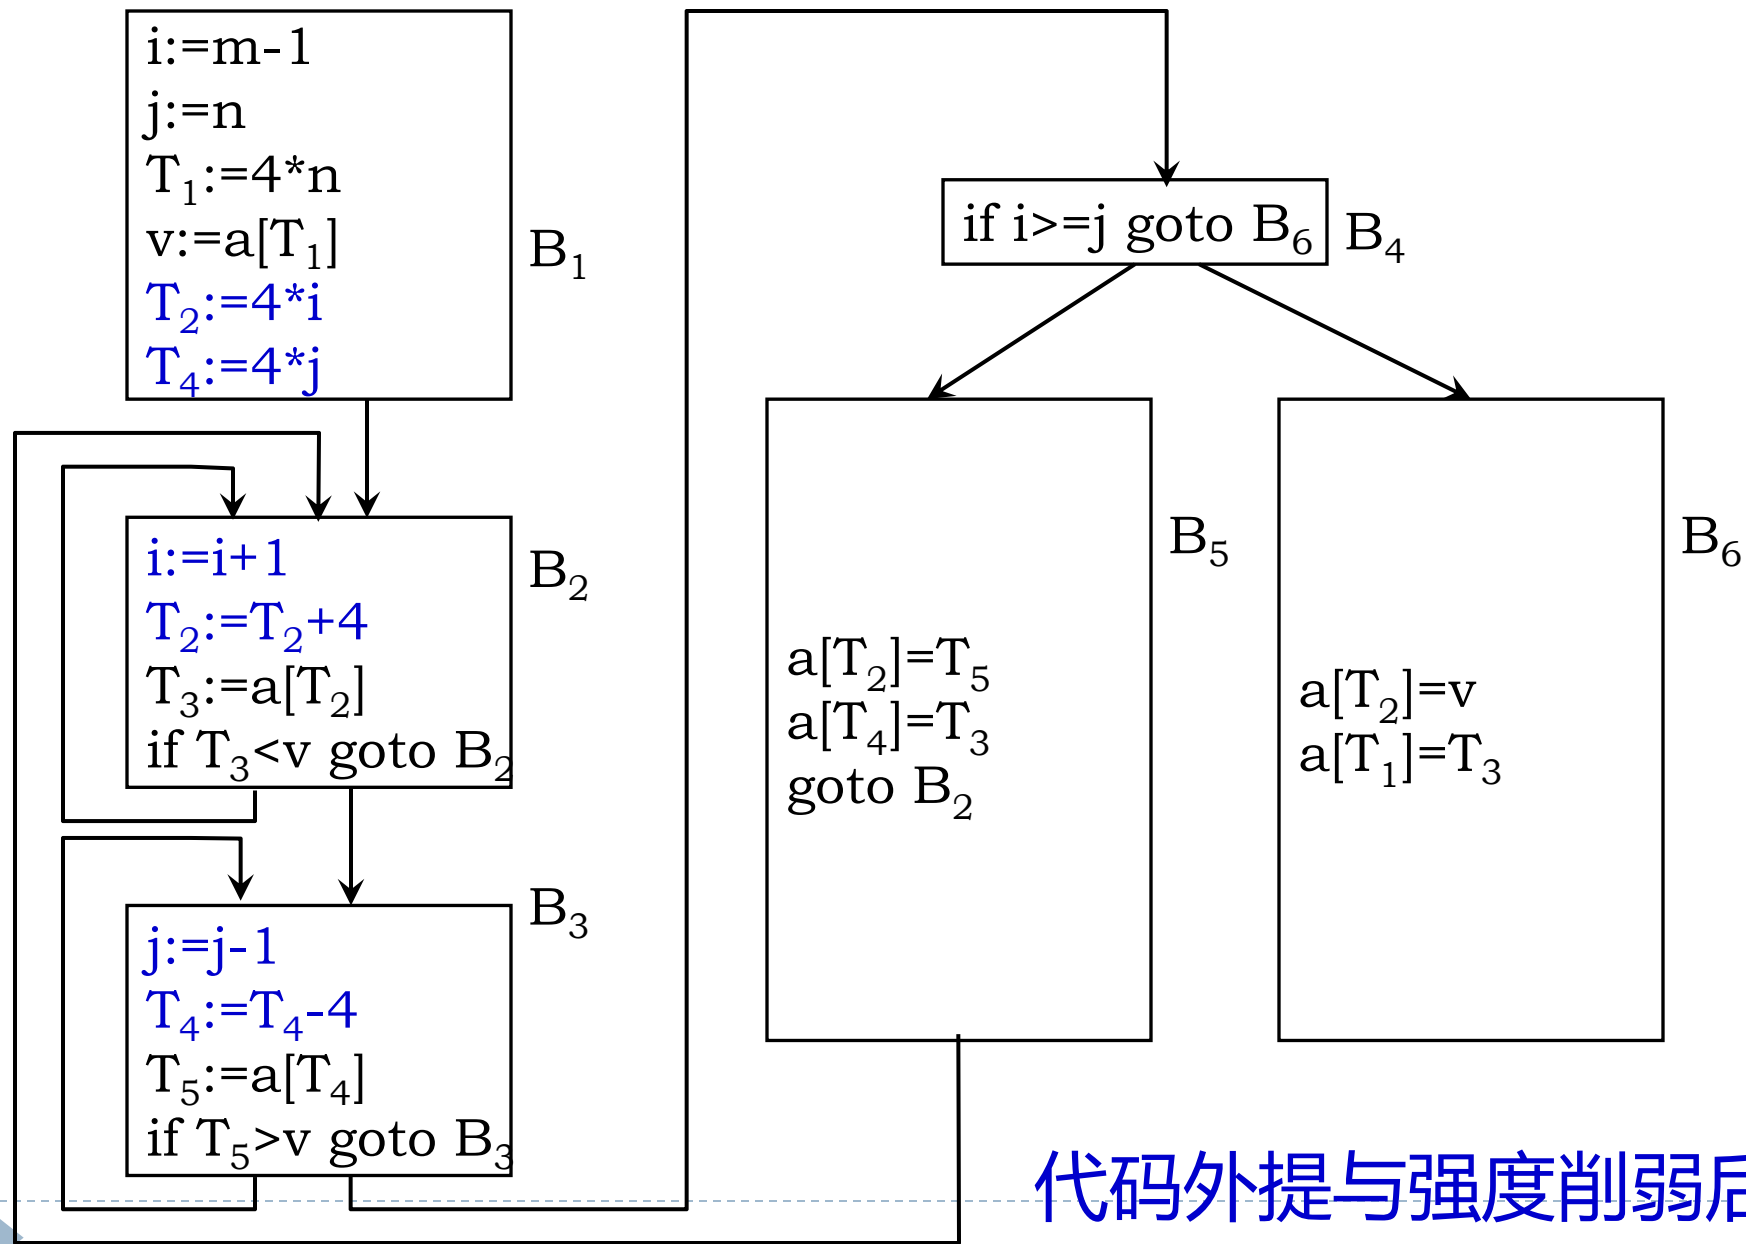 i:=m-1
j:=n
T₁:=4*n
v:=a[T₁]
T₂:=4*i
T₄:=4*j
B₁
i:=i+1
T₂:=T₂+4
T₃:=a[T₂]
if T₃<v goto B₂
B₂
j:=j-1
T₄:=T₄-4
T₅:=a[T₄]
if T₅>v goto B₃
B₃
if i>=j goto B₆
B₄
a[T₂]=T₅
a[T₄]=T₃
goto B₂
B₅
a[T₂]=v
a[T₁]=T₃
B₆
代码外提与强度削弱后